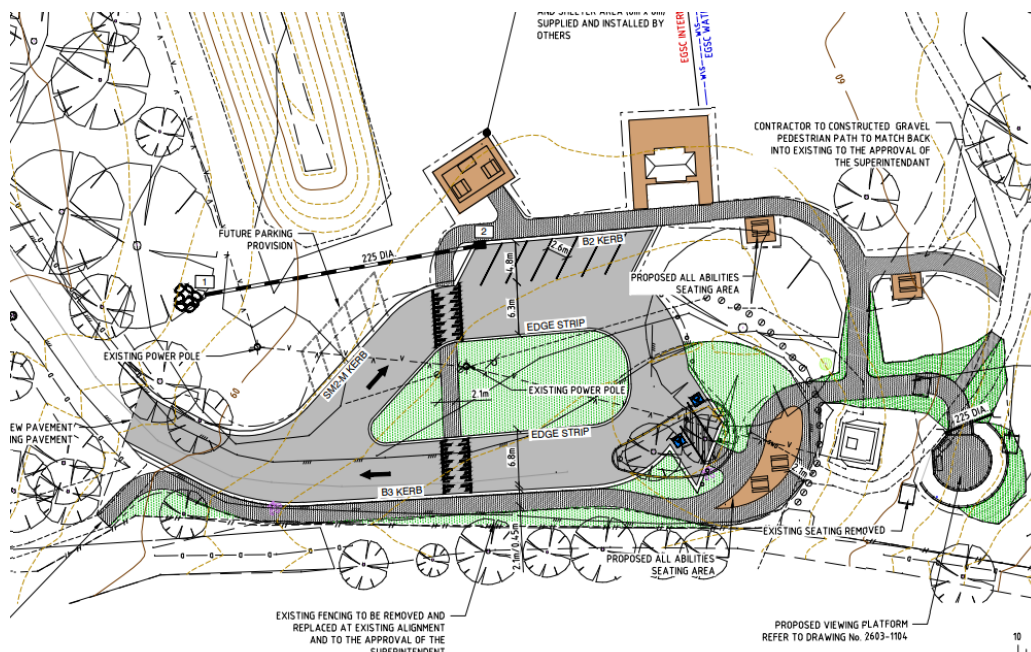 AND SHELTER AREA (6m x 6m)
SUPPLIED AND INSTALLED BY
OTHERS
EGSC INTER
EGSC WAT
W/S
W/S
60
CONTRACTOR TO CONSTRUCTED GRAVEL
PEDESTRIAN PATH TO MATCH BACK
INTO EXISTING TO THE APPROVAL OF
THE SUPERINTENDANT
FUTURE PARKING
PROVISION
2
B2 KERB
225 DIA.
1
2.6m
4.8m
6.3m
PROPOSED ALL ABILITIES
SEATING AREA
EDGE STRIP
EXISTING POWER POLE
SM2-M KERB
60
2.1m
EXISTING POWER POLE
EW PAVEMENT
NG PAVEMENT
EDGE STRIP
6.8m
225 DIA
2.1m
B3 KERB
EXISTING SEATING REMOVED
2.1m/0.45m
PROPOSED ALL ABILITIES
SEATING AREA
EXISTING FENCING TO BE REMOVED AND
REPLACED AT EXISTING ALIGNMENT
AND TO THE APPROVAL OF THE
SUPERINTENDENT
PROPOSED VIEWING PLATFORM
REFER TO DRAWING No. 2603-1104
10